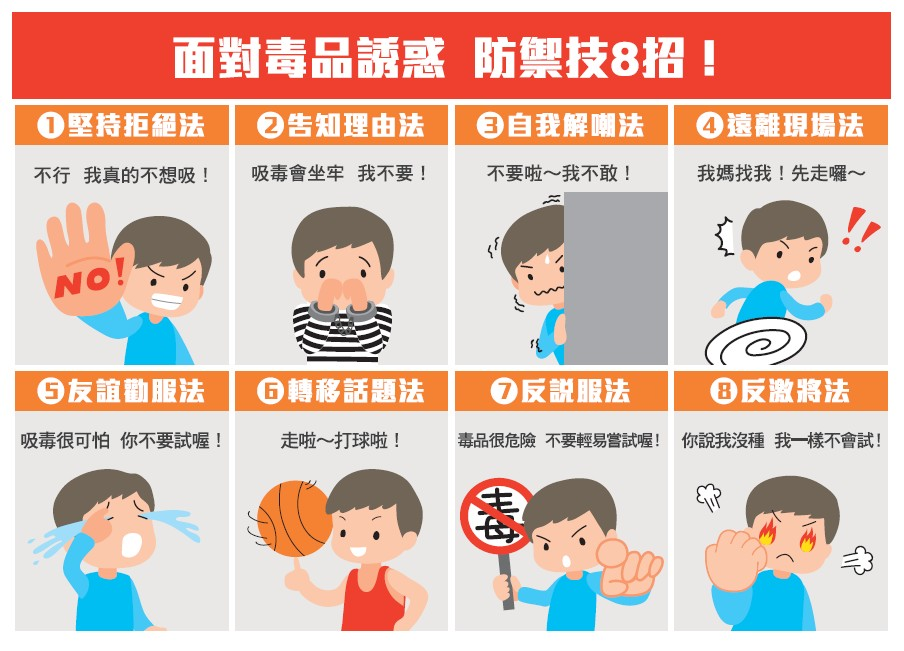 面對毒品誘惑 防禦技8招！
1堅持拒絕法
不行 我真的不想吸！
NO!
2告知理由法
吸毒會坐牢 我不要！
3自我解嘲法
不要啦～我不敢！
4遠離現場法
我媽找我！先走囉～
!!
5友誼勸服法
吸毒很可怕 你不要試喔！
6轉移話題法
走啦～打球啦！
7反說服法
毒品很危險 不要輕易嘗試喔！
毒
8反激將法
你說我沒種 我一樣不會試！